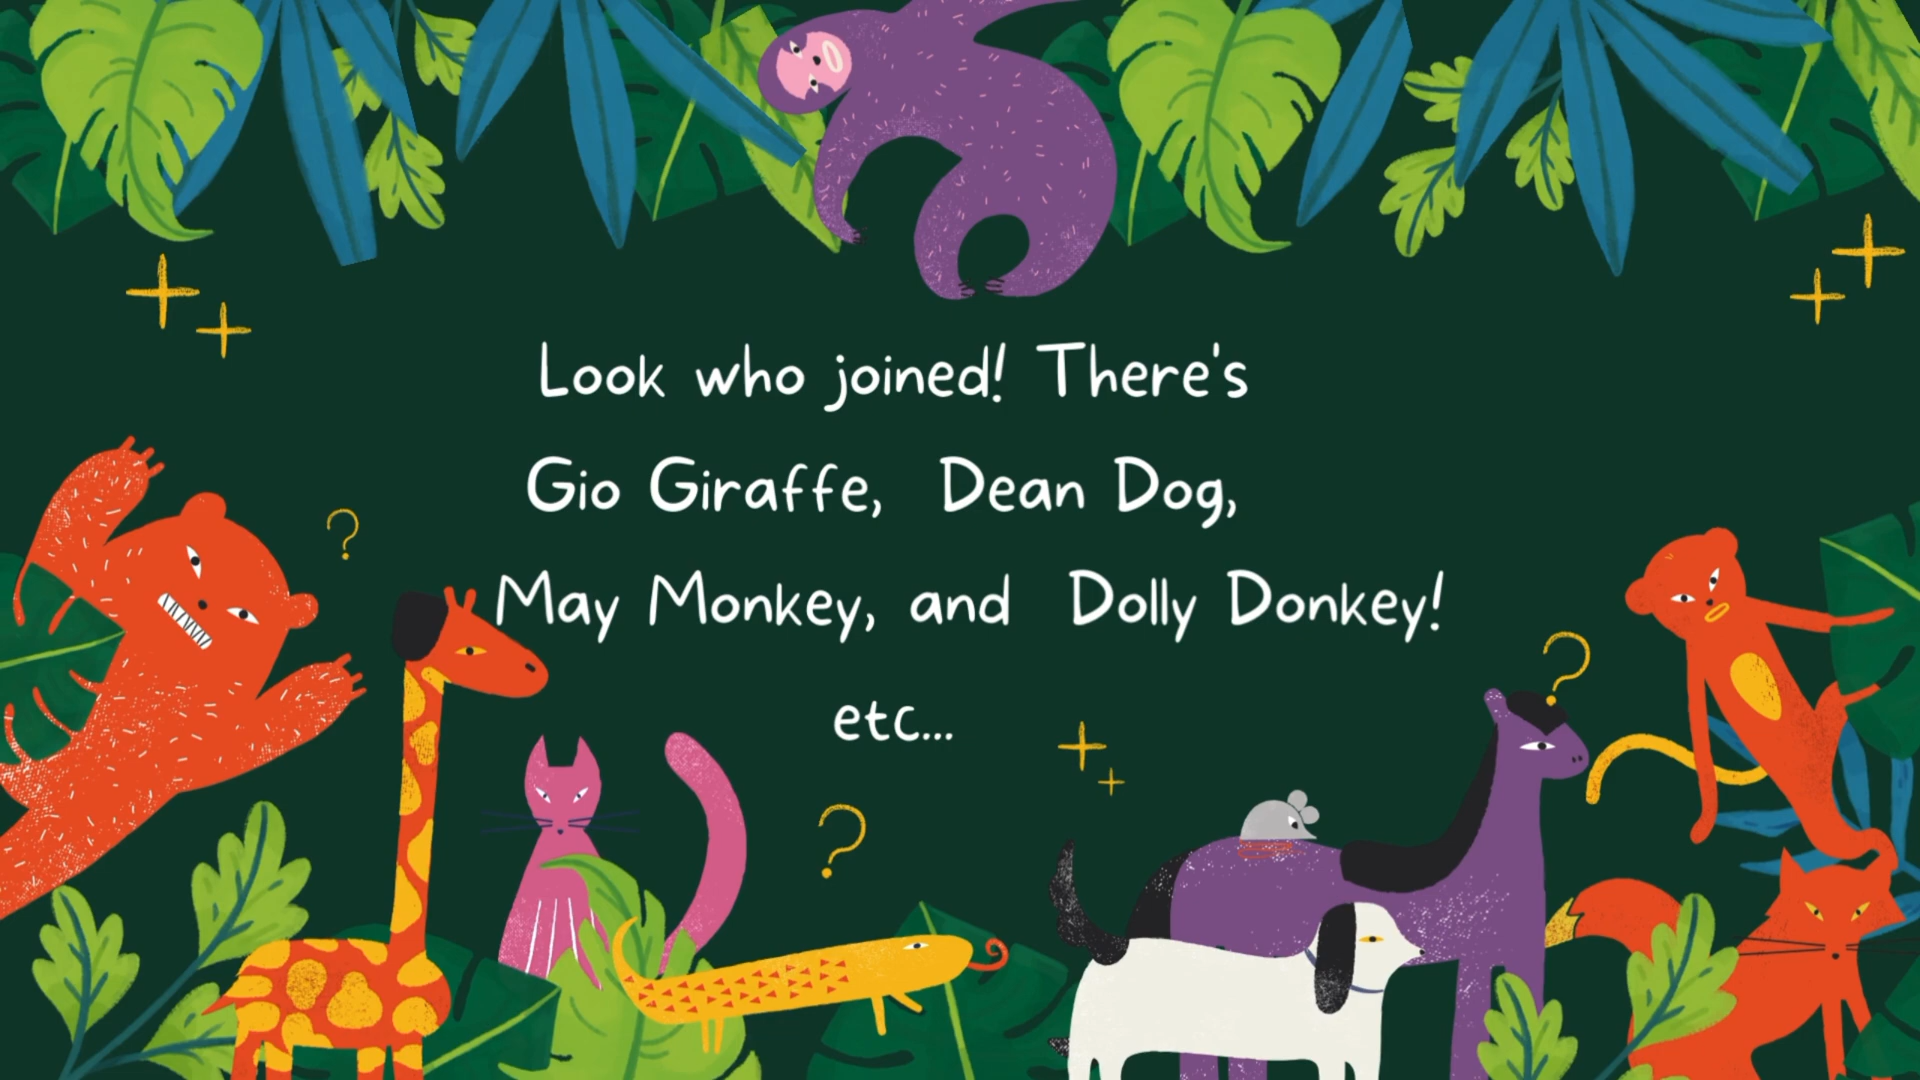 Look who joined! There's
Gio Giraffe, Dean Dog,
May Monkey, and Dolly Donkey!
etc...
?
?
?